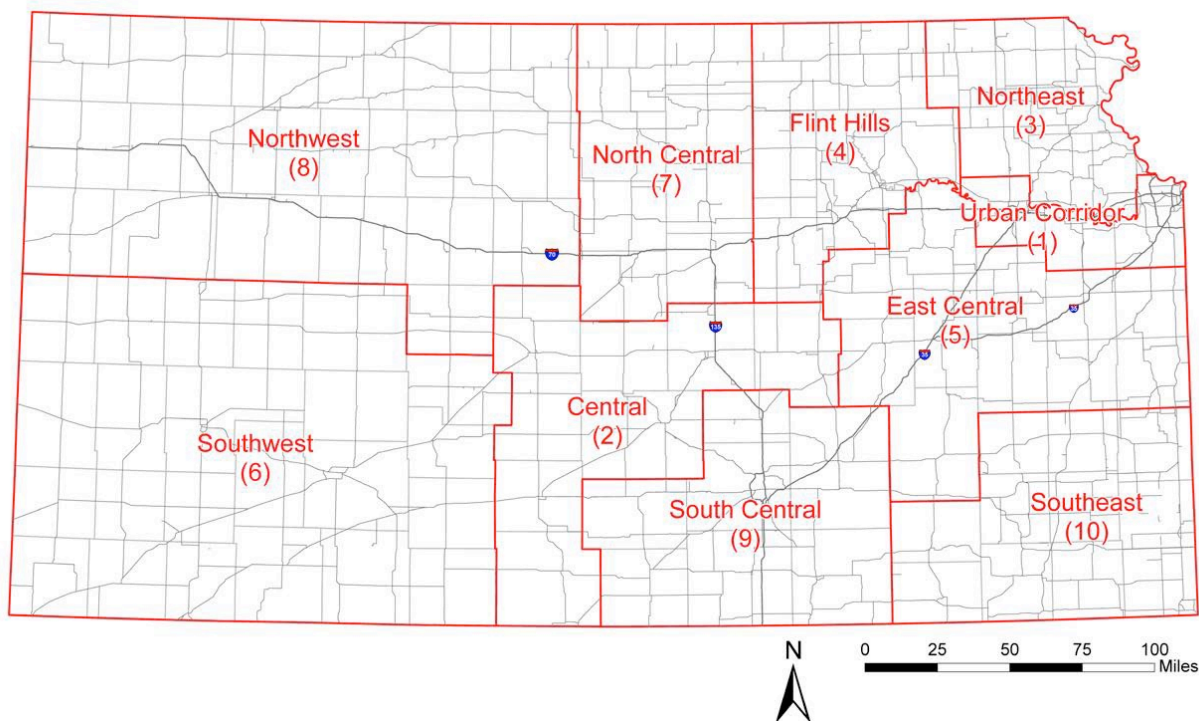 Northeast
(3)
Flint Hills
(4)
Northwest
(8)
North Central
(7)
Urban Corridor
(1)
70
East Central
(5)
35
135
35
Central
(2)
Southwest
(6)
Southeast
(10)
South Central
(9)
N
0 25 50 75 100
Miles